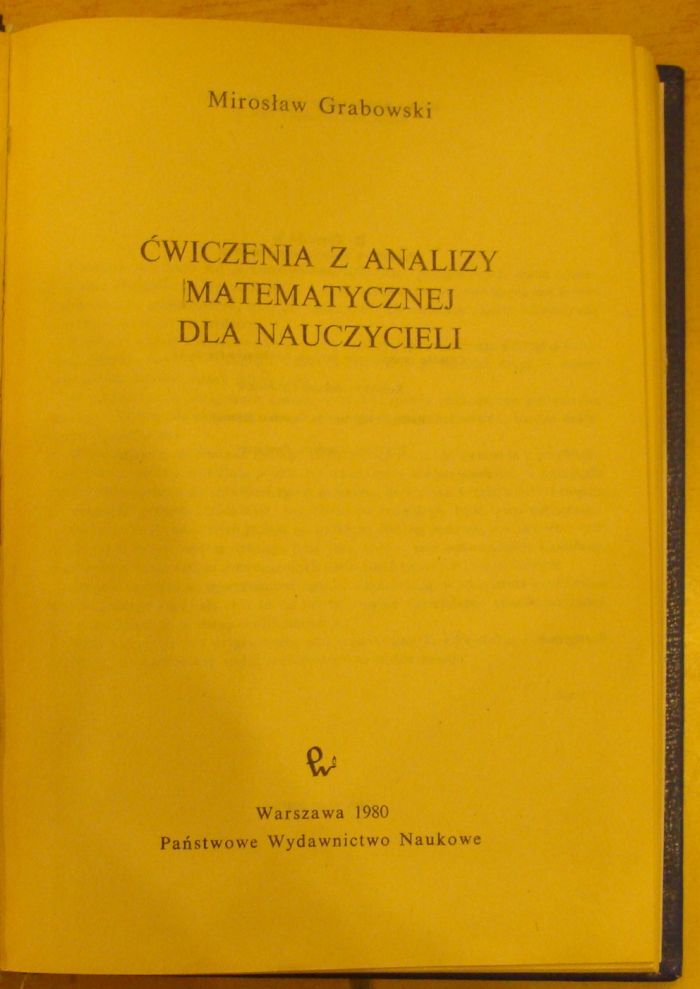 Mirosław Grabowski
ĆWICZENIA Z ANALIZY
MATEMATYCZNEJ
DLA NAUCZYCIELI
Warszawa 1980
Państwowe Wydawnictwo Naukowe